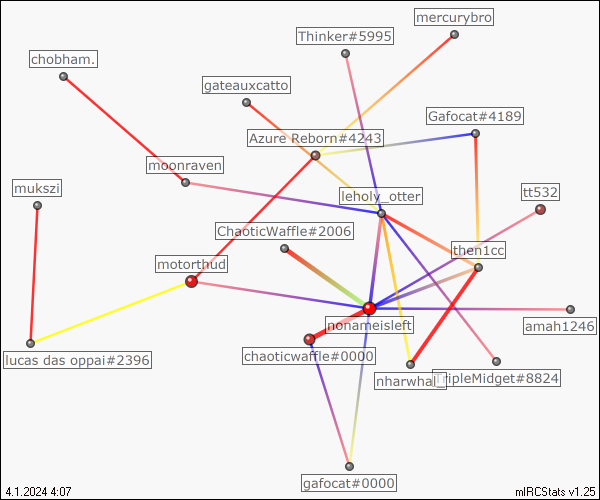 mercurybro
Thinker#5995
chobham.
gateauxcatto
Gafocat#4189
Azure Reborn#4243
moonraven
mukszi
leholy_otter
tt532
ChaoticWaffle#2006
then1cc
motorthud
nonameisleft
amah1246
lucas das oppai#2396
chaoticwaffle#0000
nharwhal_
TripleMidget#8824
gafocat#0000
4.1.2024 4:07
mIRCStats v1.25